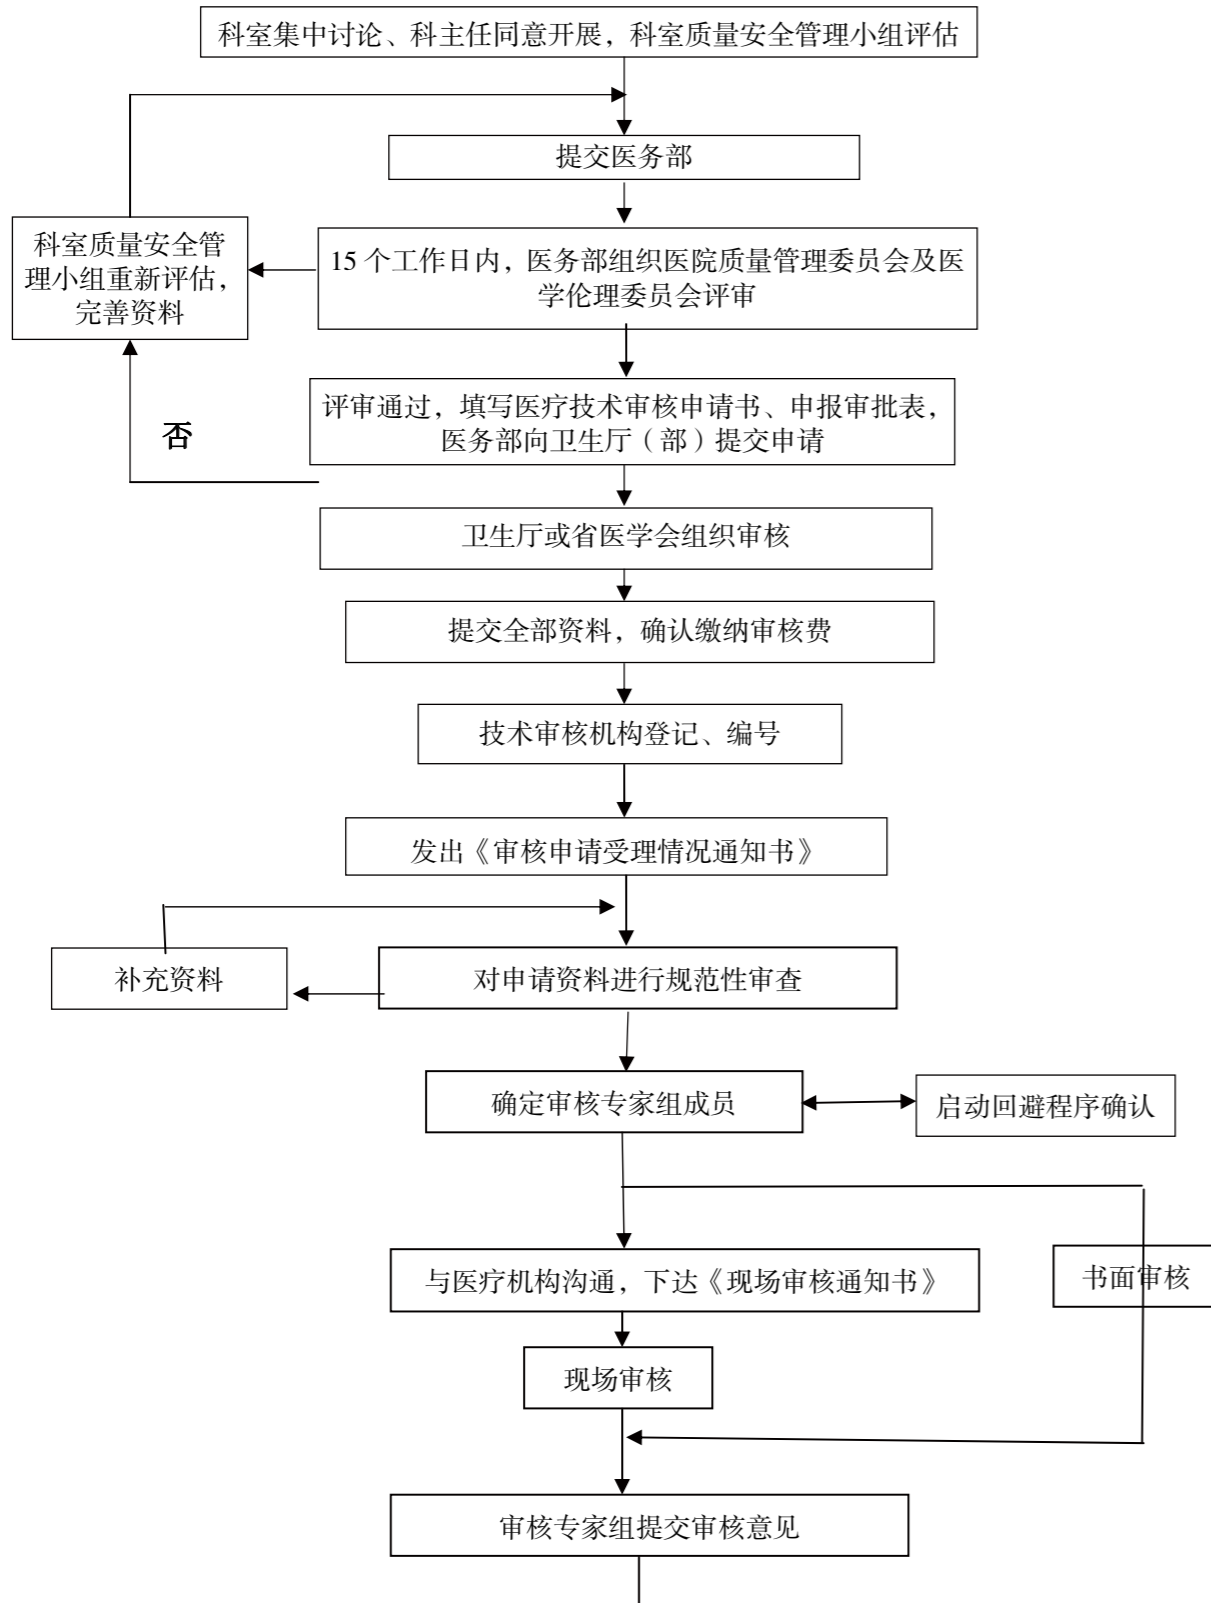 科室集中讨论、科主任同意开展，科室质量安全管理小组评估
提交医务部
科室质量安全管
理小组重新评估，
完善资料
15 个工作日内，医务部组织医院质量管理委员会及医
学伦理委员会评审
评审通过，填写医疗技术审核申请书、申报审批表，
医务部向卫生厅（部）提交申请
否
卫生厅或省医学会组织审核
提交全部资料，确认缴纳审核费
技术审核机构登记、编号
发出《审核申请受理情况通知书》
补充资料
对申请资料进行规范性审查
确定审核专家组成员
启动回避程序确认
与医疗机构沟通，下达《现场审核通知书》
书面审核
现场审核
审核专家组提交审核意见